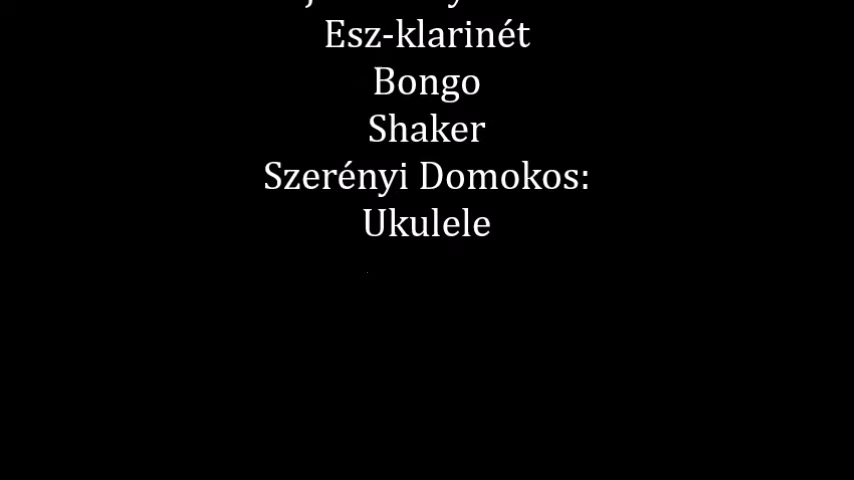 Esz-klarinét
Bongo
Shaker
Szerényi Domokos:
Ukulele